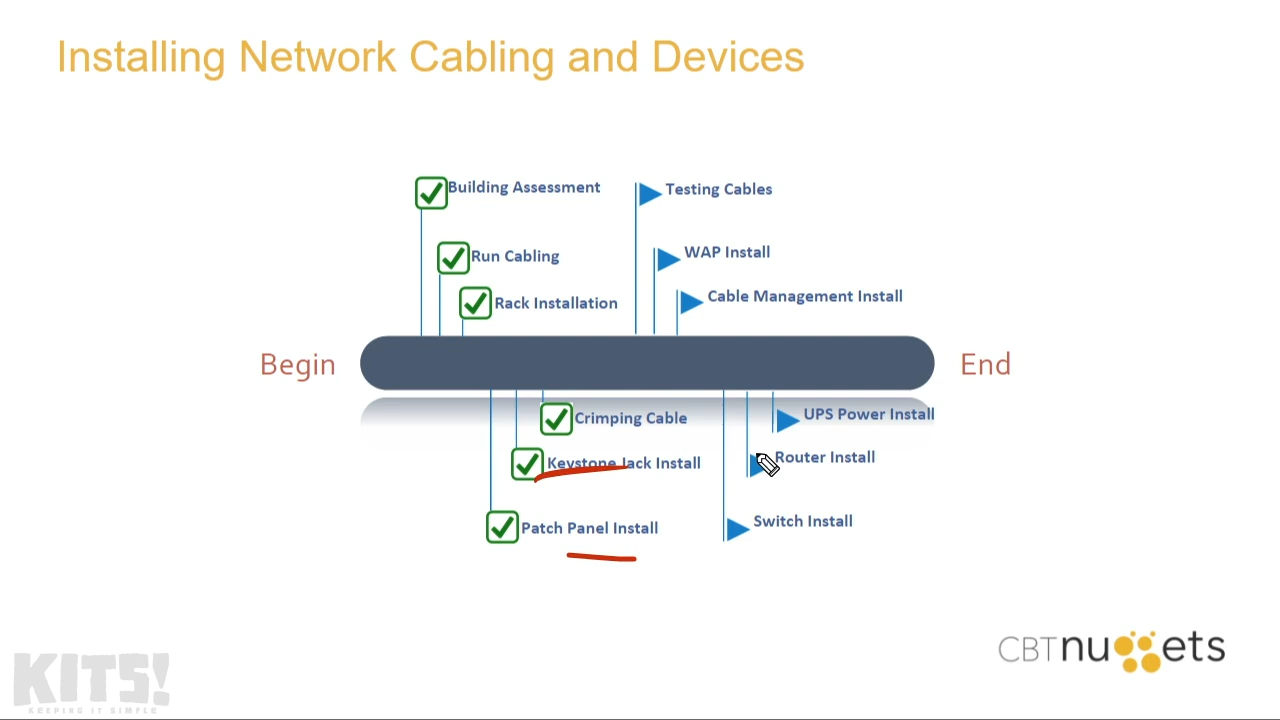 Installing Network Cabling and Devices
Building Assessment
Testing Cables
Run Cabling
WAP Install
Rack Installation
Cable Management Install
Begin
End
Crimping Cable
UPS Power Install
Keystone Jack Install
Router Install
Patch Panel Install
Switch Install
CBTnuggets
KITS!
KEEPING IT SIMPLE